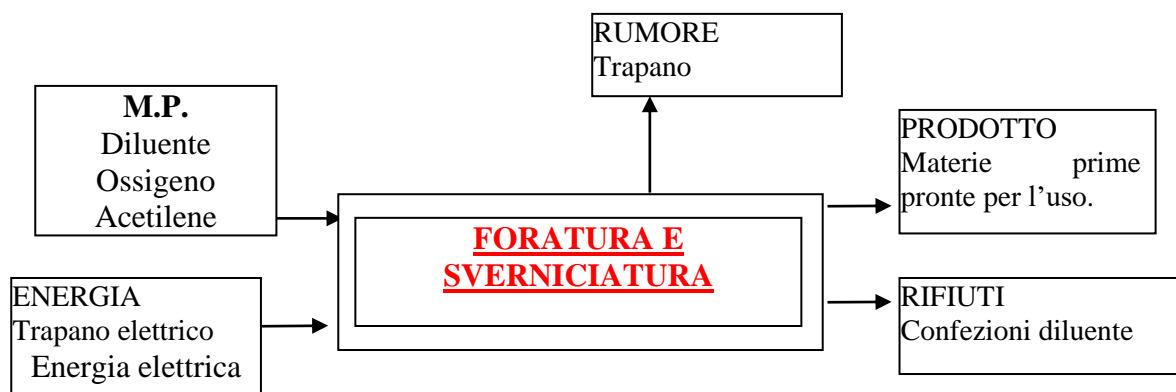 RUMORE
Trapano
M.P.
Diluente
Ossigeno
Acetilene
PRODOTTO
Materie prime
pronte per l’uso.
FORATURA E
SVERNICIATURA
ENERGIA
Trapano elettrico
Energia elettrica
RIFIUTI
Confezioni diluente